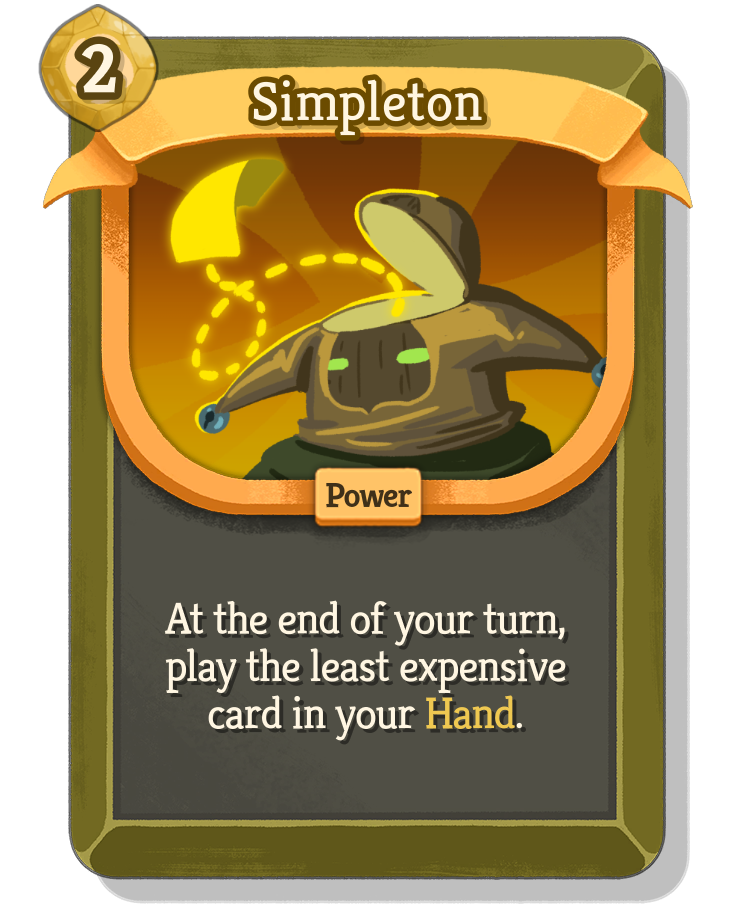 2
Simpleton
Power
At the end of your turn,
play the least expensive
card in your Hand.